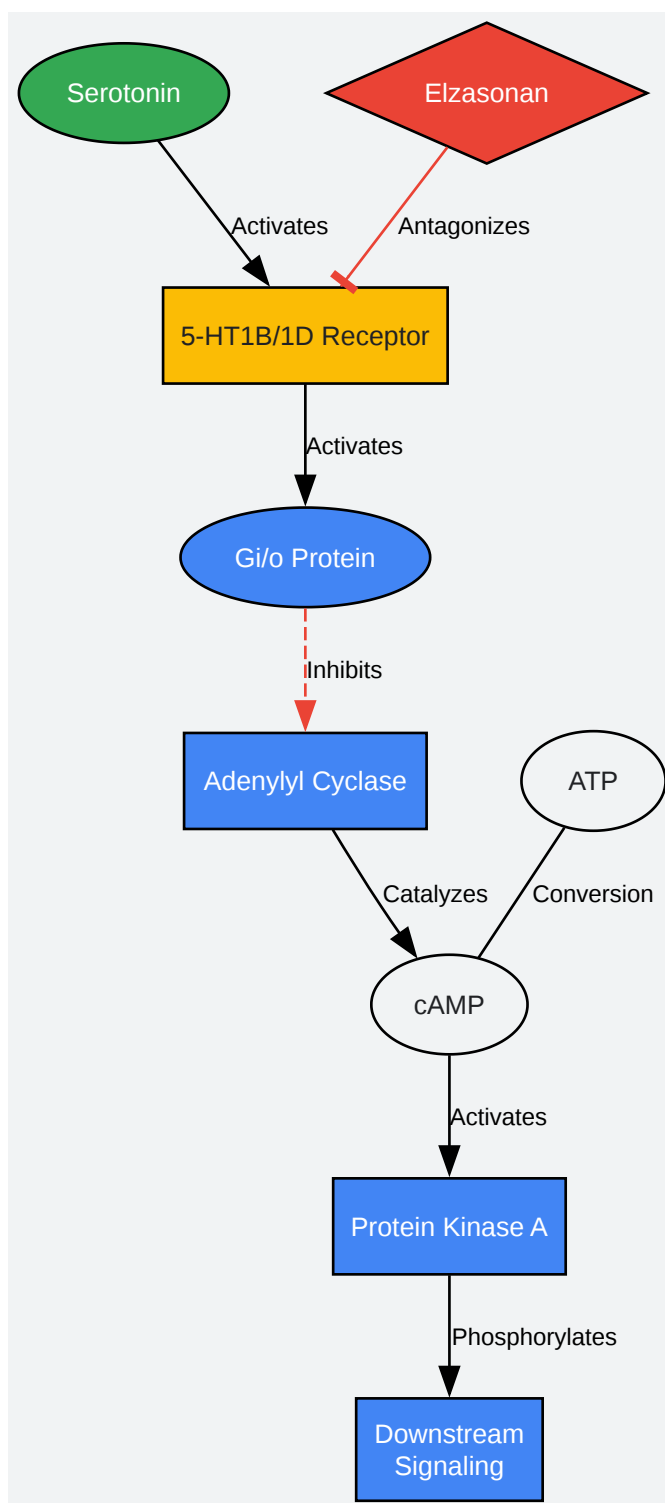 Serotonin
Elzasonan
Activates
Antagonizes
5-HT1B/1D Receptor
Activates
Gi/o Protein
Inhibits
Adenylyl Cyclase
ATP
Catalyzes
Conversion
cAMP
Activates
Protein Kinase A
Phosphorylates
Downstream
Signaling